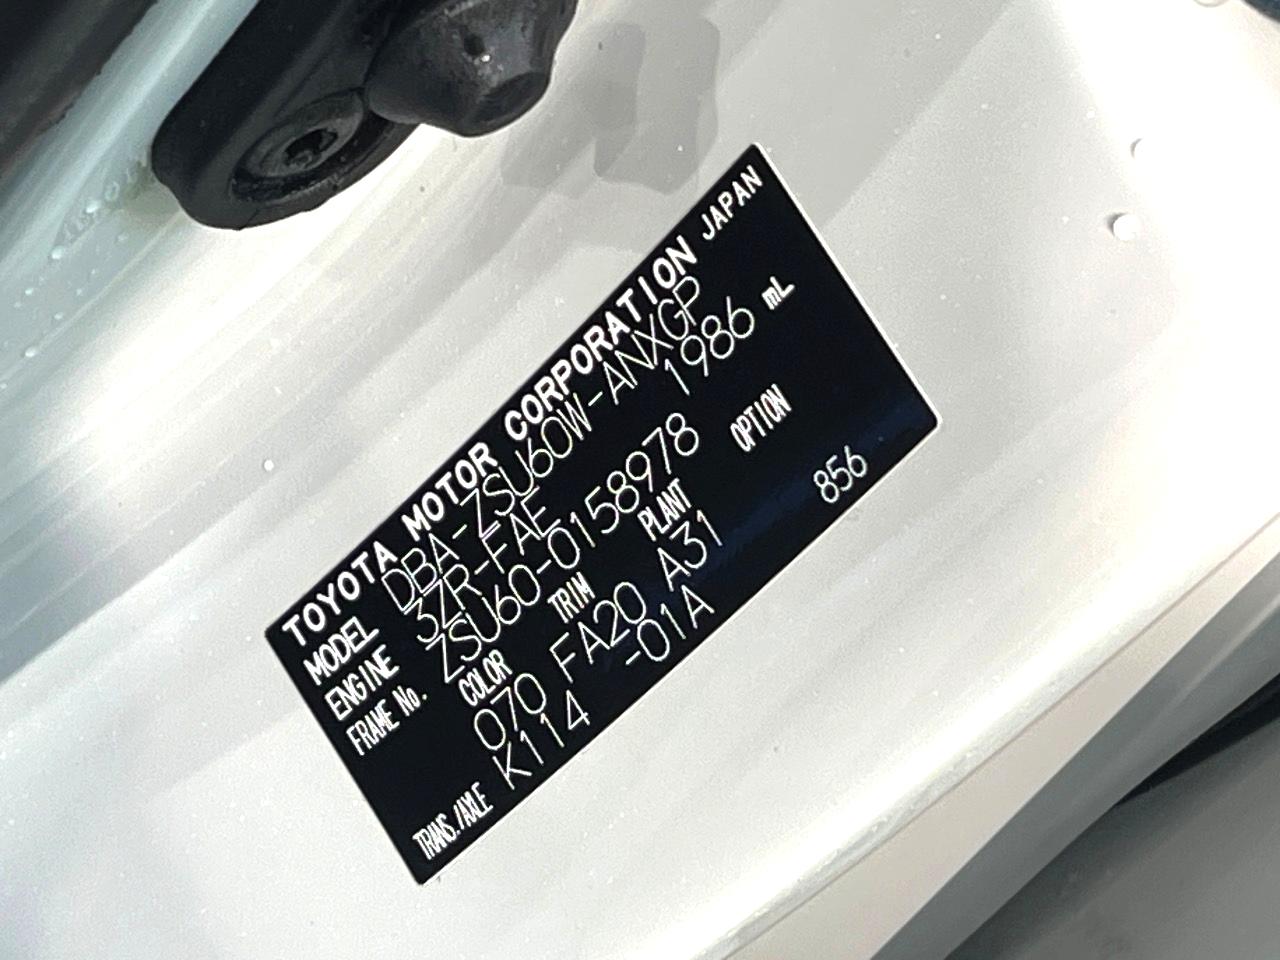 TOYOTA MOTOR CORPORATION JAPAN
MODEL DBA-ZSU60W-ANXGP
ENGINE 3ZR-FAE 1986 mL
FRAME No. ZSU60-0158978
COLOR TRIM PLANT OPTION
070 FA20 A31 856
TRANS./AXLE K114 -01A